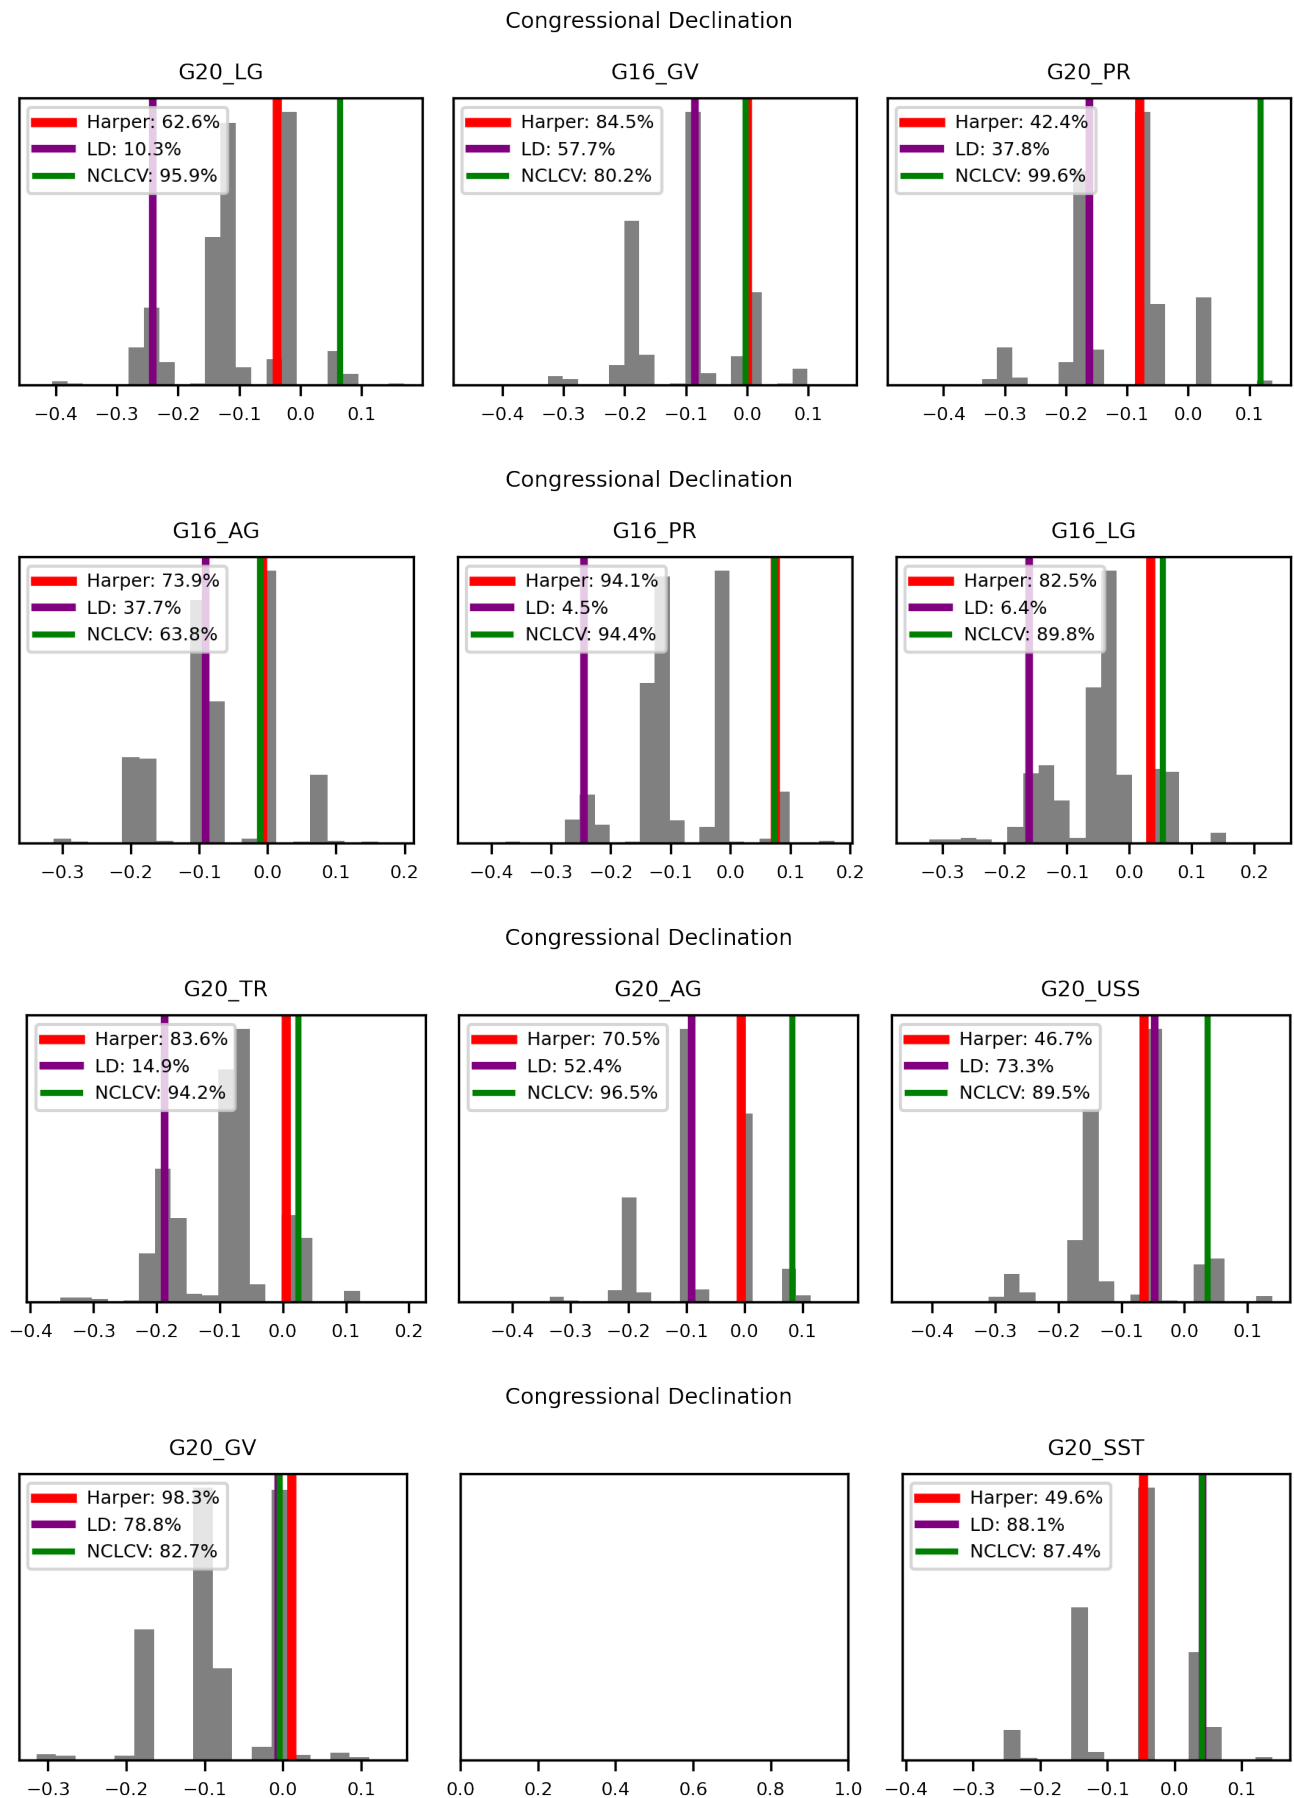 Congressional Declination
G20_LG G16_GV G20_PR
Harper: 62.6% Harper: 84.5% Harper: 42.4%
LD: 10.3% LD: 57.7% LD: 37.8%
NCLCV: 95.9% NCLCV: 80.2% NCLCV: 99.6%
−0.4 −0.3 −0.2 −0.1 0.0 0.1 −0.4 −0.3 −0.2 −0.1 0.0 0.1 −0.4 −0.3 −0.2 −0.1 0.0 0.1
Congressional Declination
G16_AG G16_PR G16_LG
Harper: 73.9% Harper: 94.1% Harper: 82.5%
LD: 37.7% LD: 4.5% LD: 6.4%
NCLCV: 63.8% NCLCV: 94.4% NCLCV: 89.8%
−0.3 −0.2 −0.1 0.0 0.1 0.2 −0.4 −0.3 −0.2 −0.1 0.0 0.1 0.2 −0.3 −0.2 −0.1 0.0 0.1 0.2
Congressional Declination
G20_TR G20_AG G20_USS
Harper: 83.6% Harper: 70.5% Harper: 46.7%
LD: 14.9% LD: 52.4% LD: 73.3%
NCLCV: 94.2% NCLCV: 96.5% NCLCV: 89.5%
−0.4 −0.3 −0.2 −0.1 0.0 0.1 0.2 −0.4 −0.3 −0.2 −0.1 0.0 0.1 −0.4 −0.3 −0.2 −0.1 0.0 0.1
Congressional Declination
G20_GV G20_SST
Harper: 98.3% Harper: 49.6%
LD: 78.8% LD: 88.1%
NCLCV: 82.7% NCLCV: 87.4%
−0.3 −0.2 −0.1 0.0 0.1 0.0 0.2 0.4 0.6 0.8 1.0 −0.4 −0.3 −0.2 −0.1 0.0 0.1